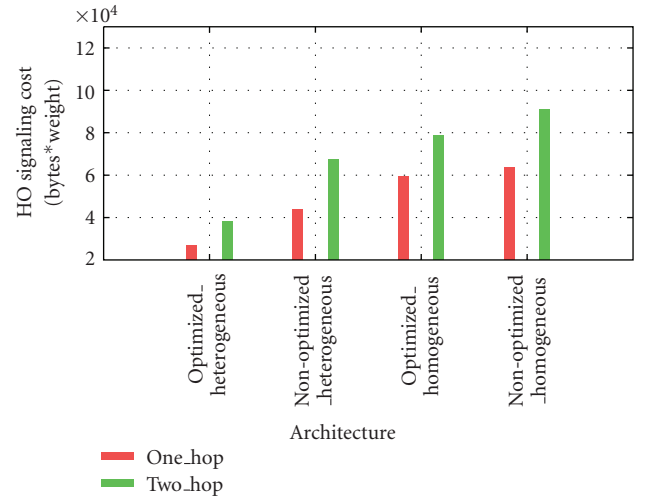 ×10⁴
12
10
8
6
4
2
HO signaling cost
(bytes*weight)
Optimized_
heterogeneous
Non-optimized
_heterogeneous
Optimized_
homogeneous
Non-optimized
_homogeneous
Architecture
One_hop
Two_hop